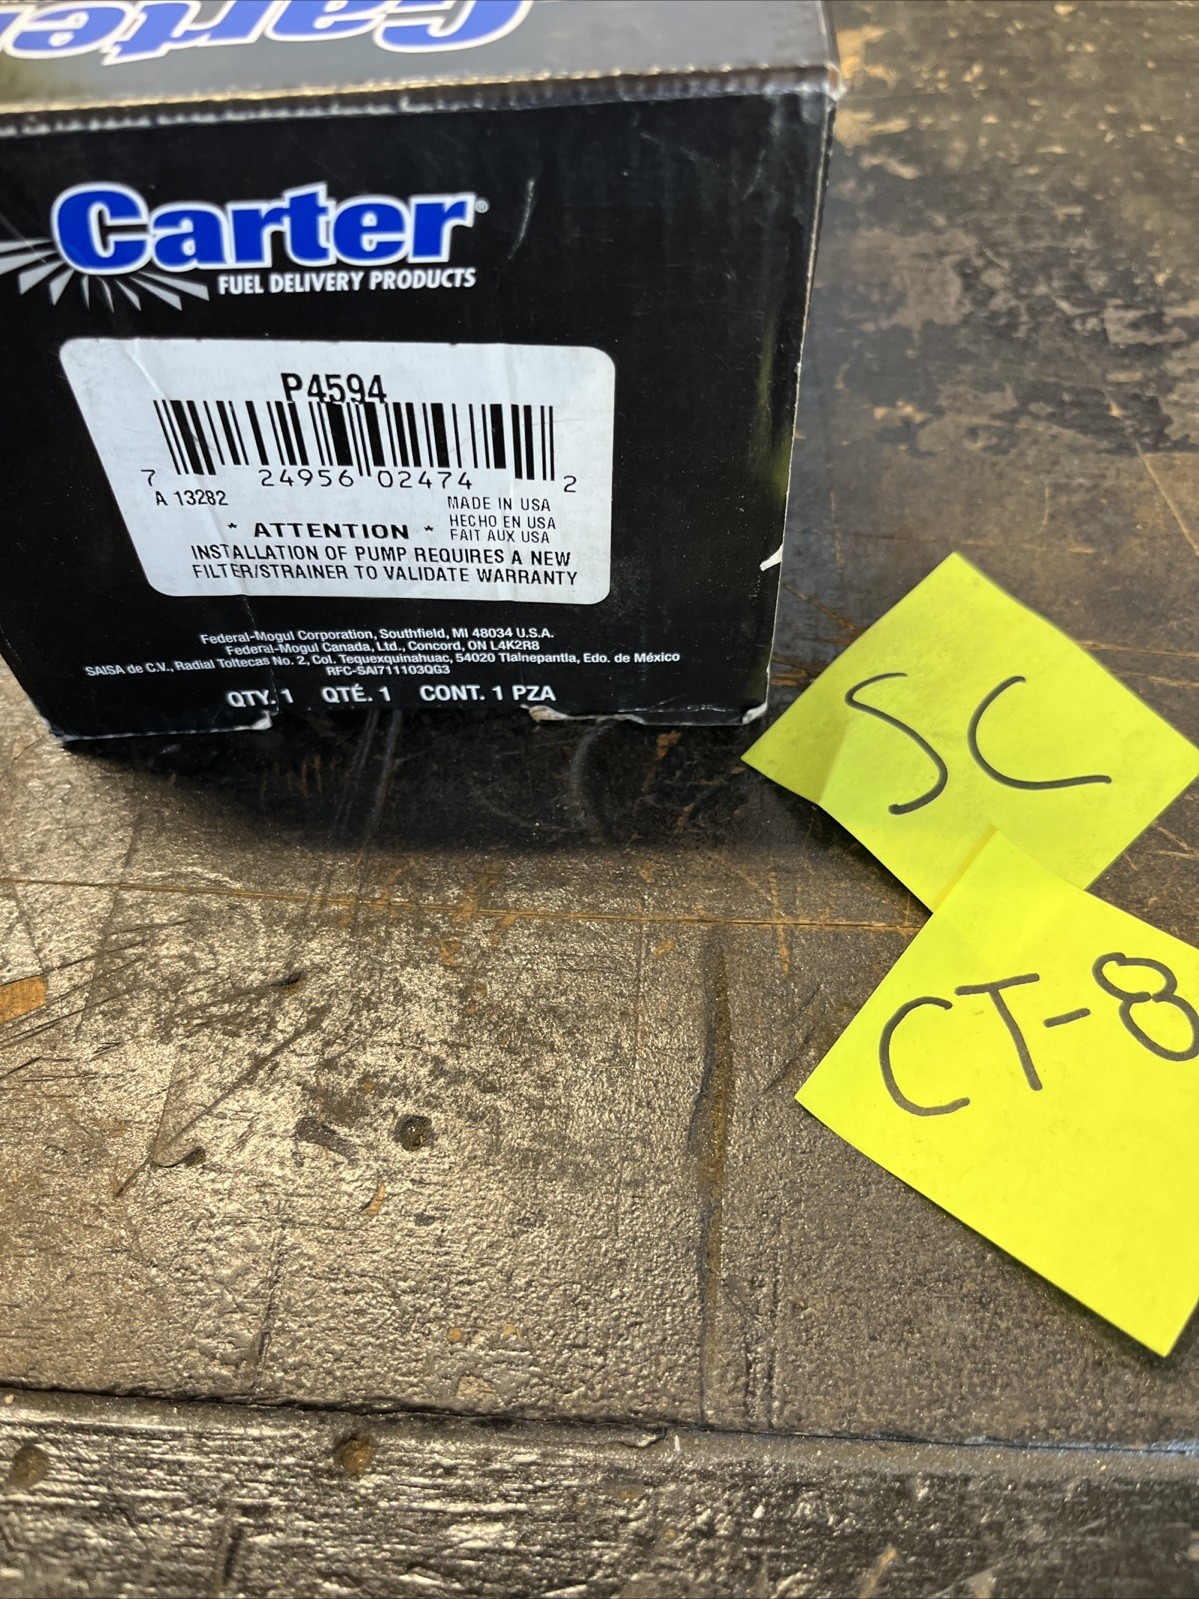 Carter
Carter®
FUEL DELIVERY PRODUCTS
P4594
7 24956 02474 2
A 13282
MADE IN USA
HECHO EN USA
FAIT AUX USA
* ATTENTION *
INSTALLATION OF PUMP REQUIRES A NEW
FILTER/STRAINER TO VALIDATE WARRANTY
Federal-Mogul Corporation, Southfield, MI 48034 U.S.A.
Federal-Mogul Canada, Ltd., Concord, ON L4K2R8
SAISA de C.V., Radial Toltecas No. 2, Col. Tequexquinahuac, 54020 Tlalnepantla, Edo. de México
RFC-SAI711103QG3
QTY. 1 QTÉ. 1 CONT. 1 PZA
SC
CT-8